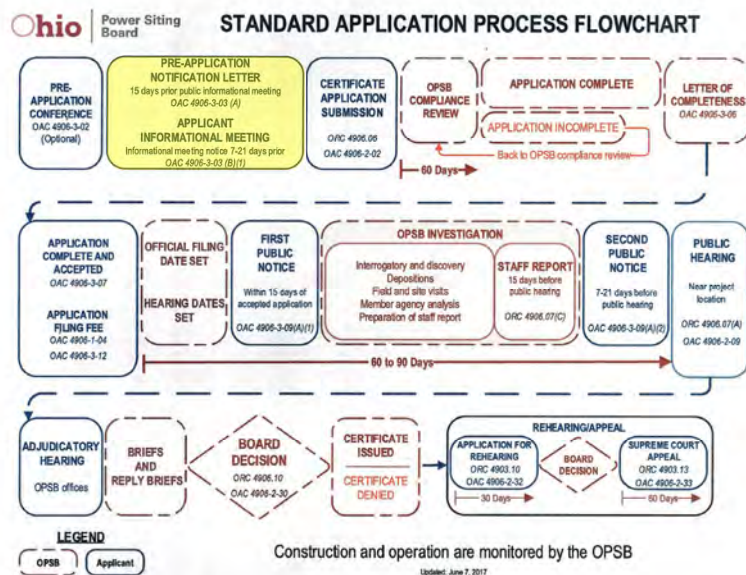 Ohio
Power Siting
Board
STANDARD APPLICATION PROCESS FLOWCHART
PRE-
APPLICATION
CONFERENCE
OAC 4906-3-02
(Optional)
PRE-APPLICATION
NOTIFICATION LETTER
15 days prior public informational meeting
OAC 4906-3-03 (A)
APPLICANT
INFORMATIONAL MEETING
Informational meeting notice 7-21 days prior
OAC 4906-3-03 (B)(1)
CERTIFICATE
APPLICATION
SUBMISSION
ORC 4906.06
OAC 4906-2-02
OPSB
COMPLIANCE
REVIEW
APPLICATION COMPLETE
APPLICATION INCOMPLETE
Back to OPSB compliance review
60 Days
LETTER OF
COMPLETENESS
OAC 4906-3-06
APPLICATION
COMPLETE AND
ACCEPTED
OAC 4906-3-07
APPLICATION
FILING FEE
OAC 4906-1-04
OAC 4906-3-12
OFFICIAL FILING
DATE SET
HEARING DATES
SET
FIRST
PUBLIC
NOTICE
Within 15 days of
accepted application
OAC 4906-3-09(A)(1)
OPSB INVESTIGATION
Interrogatory and discovery
Depositions
Field and site visits
Member agency analysis
Preparation of staff report
STAFF REPORT
15 days before
public hearing
ORC 4906.07(C)
SECOND
PUBLIC
NOTICE
7-21 days before
public hearing
OAC 4906-3-09(A)(2)
PUBLIC
HEARING
Near project
location
ORC 4906.07(A)
OAC 4906-2-09
60 to 90 Days
ADJUDICATORY
HEARING
OPSB offices
BRIEFS
AND
REPLY BRIEFS
BOARD
DECISION
ORC 4906.10
OAC 4906-2-30
CERTIFICATE
ISSUED
CERTIFICATE
DENIED
REHEARING/APPEAL
APPLICATION FOR
REHEARING
ORC 4903.10
OAC 4906-2-32
30 Days
BOARD
DECISION
SUPREME COURT
APPEAL
ORC 4903.13
OAC 4906-2-33
60 Days
LEGEND
OPSB
Applicant
Construction and operation are monitored by the OPSB
Updated: June 7, 2017